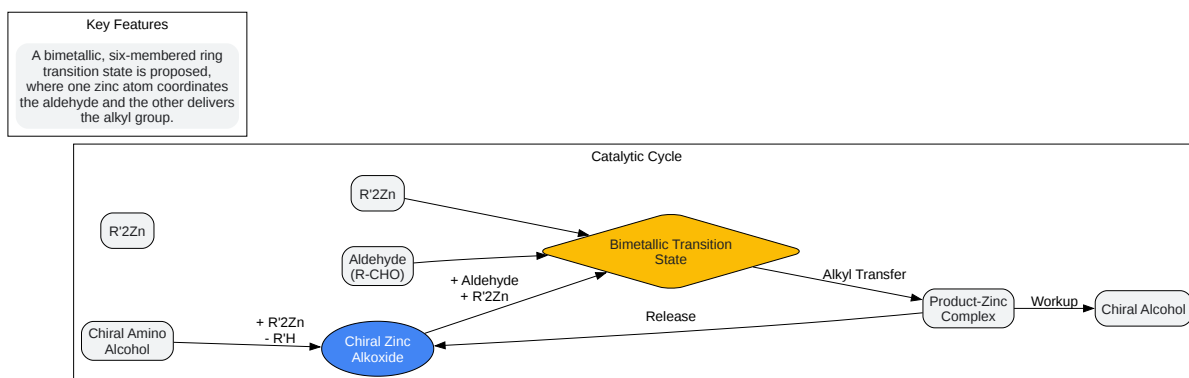 Key Features
A bimetallic, six-membered ring
transition state is proposed,
where one zinc atom coordinates
the aldehyde and the other delivers
the alkyl group.
Catalytic Cycle
R'2Zn
R'2Zn
Aldehyde
(R-CHO)
Bimetallic Transition
State
+ Aldehyde
+ R'2Zn
Alkyl Transfer
Product-Zinc
Complex
Workup
Chiral Alcohol
Release
Chiral Amino
Alcohol
+ R'2Zn
- R'H
Chiral Zinc
Alkoxide